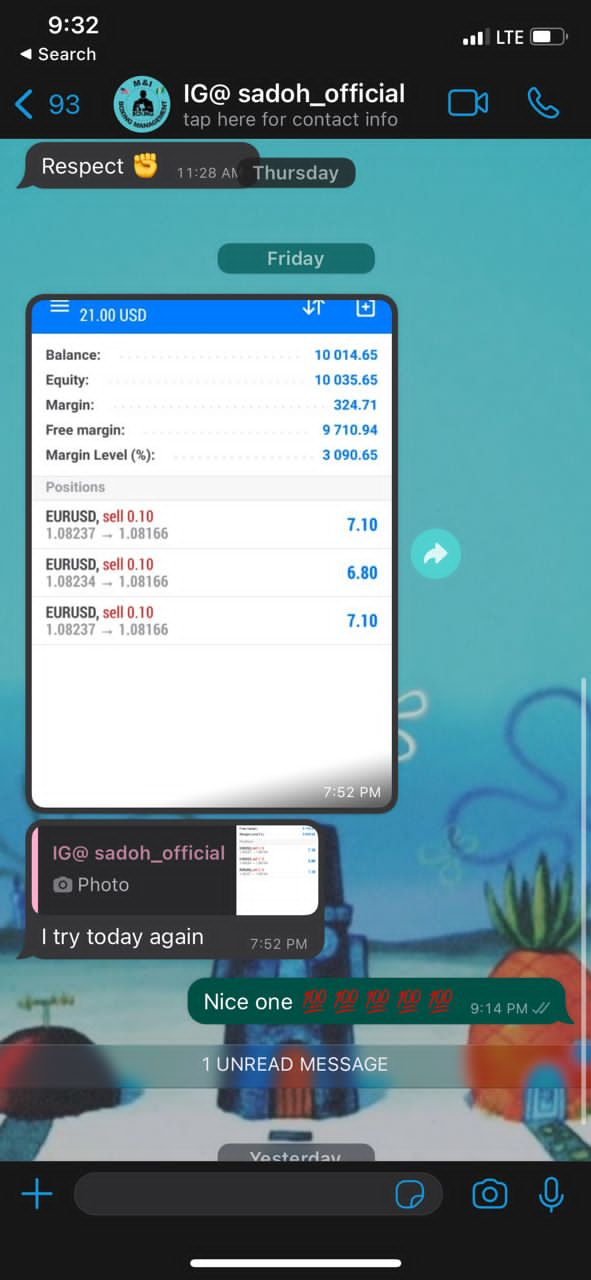 9:32
LTE
Search
93
M & I
BOXING MANAGEMENT
IG@ sadoh_official
tap here for contact info
Respect ✊ 11:28 AM
Thursday
Friday
21.00 USD
Balance: 10 014.65
Equity: 10 035.65
Margin: 324.71
Free margin: 9 710.94
Margin Level (%): 3 090.65
Positions
EURUSD, sell 0.10
1.08237 → 1.08166 7.10
EURUSD, sell 0.10
1.08234 → 1.08166 6.80
EURUSD, sell 0.10
1.08237 → 1.08166 7.10
7:52 PM
IG@ sadoh_official
Photo
I try today again 7:52 PM
Nice one 💯 💯 💯 💯 💯 9:14 PM
1 UNREAD MESSAGE
Yesterday